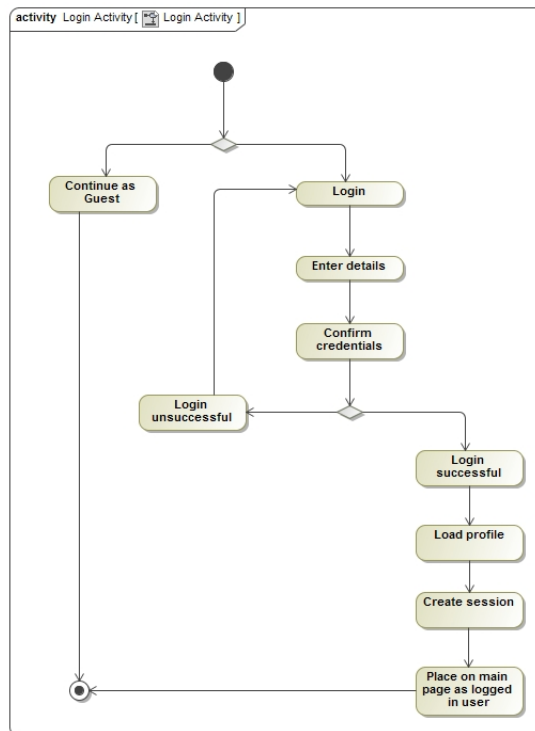 activity Login Activity [ Login Activity ]
Continue as
Guest
Login
Enter details
Confirm
credentials
Login
unsuccessful
Login
successful
Load profile
Create session
Place on main
page as logged
in user